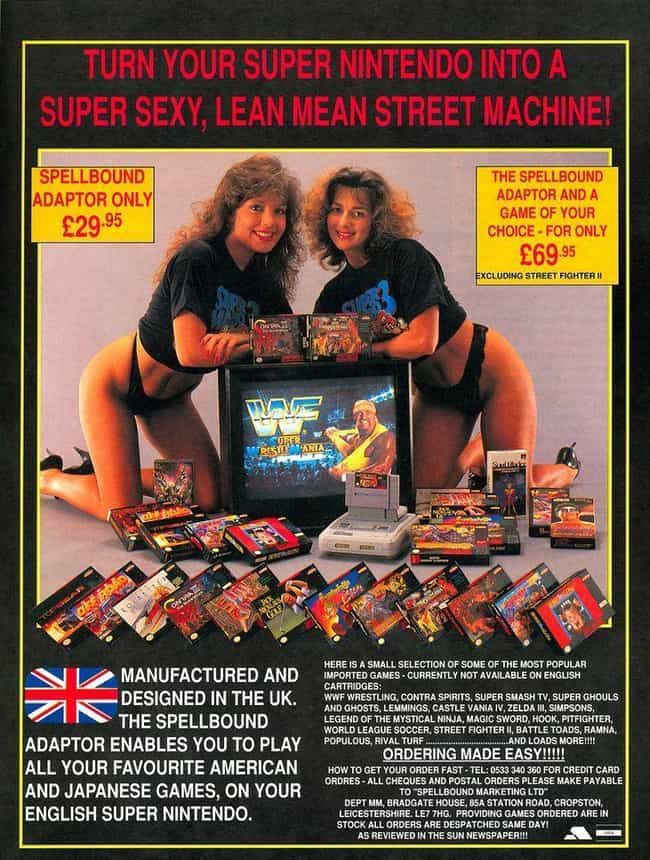 TURN YOUR SUPER NINTENDO INTO A
SUPER SEXY, LEAN MEAN STREET MACHINE!
SPELLBOUND
ADAPTOR ONLY
£29.95
THE SPELLBOUND
ADAPTOR AND A
GAME OF YOUR
CHOICE - FOR ONLY
£69.95
EXCLUDING STREET FIGHTER II
WF
SUPER
WRESTLEMANIA
MANUFACTURED AND
DESIGNED IN THE UK.
THE SPELLBOUND
ADAPTOR ENABLES YOU TO PLAY
ALL YOUR FAVOURITE AMERICAN
AND JAPANESE GAMES, ON YOUR
ENGLISH SUPER NINTENDO.
HERE IS A SMALL SELECTION OF SOME OF THE MOST POPULAR
IMPORTED GAMES - CURRENTLY NOT AVAILABLE ON ENGLISH
CARTRIDGES:
WWF WRESTLING, CONTRA SPIRITS, SUPER SMASH TV, SUPER GHOULS
AND GHOSTS, LEMMINGS, CASTLE VANIA IV, ZELDA III, SIMPSONS,
LEGEND OF THE MYSTICAL NINJA, MAGIC SWORD, HOOK, PITFIGHTER,
WORLD LEAGUE SOCCER, STREET FIGHTER II, BATTLE TOADS, RAMNA,
POPULOUS, RIVAL TURF ........................AND LOADS MORE!!!!
ORDERING MADE EASY!!!!!
HOW TO GET YOUR ORDER FAST - TEL: 0533 340 360 FOR CREDIT CARD
ORDRES - ALL CHEQUES AND POSTAL ORDERS PLEASE MAKE PAYABLE
TO "SPELLBOUND MARKETING LTD"
DEPT MM, BRADGATE HOUSE, 85A STATION ROAD, CROPSTON,
LEICESTERSHIRE. LE7 7HG. PROVIDING GAMES ORDERED ARE IN
STOCK ALL ORDERS ARE DESPATCHED SAME DAY!
AS REVIEWED IN THE SUN NEWSPAPER!!!